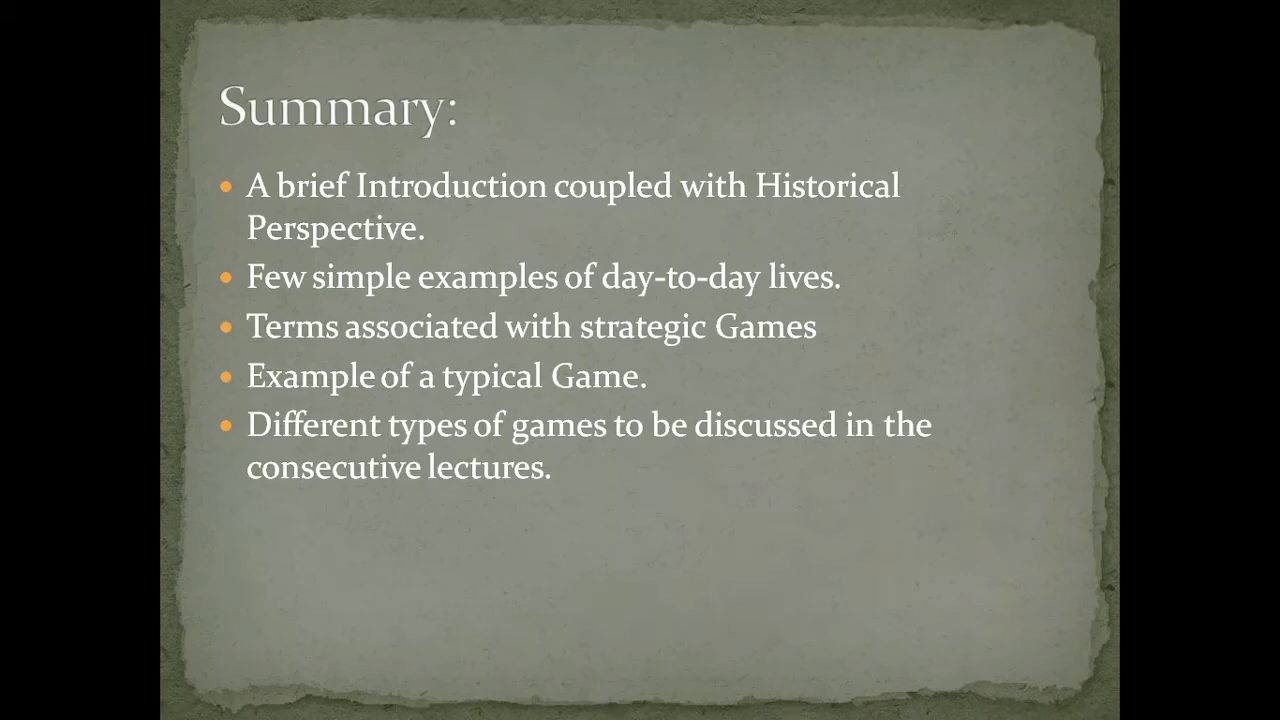 Summary:
• A brief Introduction coupled with Historical
Perspective.
• Few simple examples of day-to-day lives.
• Terms associated with strategic Games
• Example of a typical Game.
• Different types of games to be discussed in the
consecutive lectures.